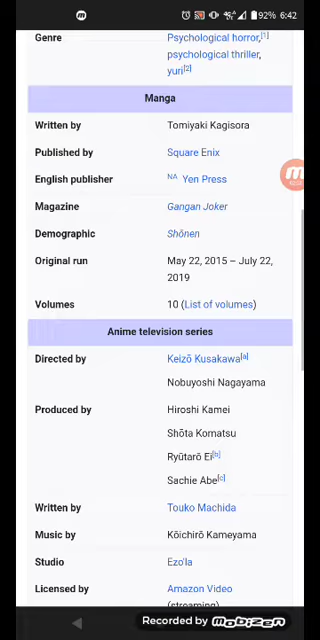 92% 6:42
Genre Psychological horror,[1]
psychological thriller,
yuri[2]
Manga
Written by Tomiyaki Kagisora
Published by Square Enix
English publisher NA Yen Press
Magazine Gangan Joker
Demographic Shōnen
Original run May 22, 2015 – July 22,
2019
Volumes 10 (List of volumes)
Anime television series
Directed by Keizō Kusakawa[a]
Nobuyoshi Nagayama
Produced by Hiroshi Kamei
Shōta Komatsu
Ryūtarō Ei[b]
Sachie Abe[c]
Written by Touko Machida
Music by Kōichirō Kameyama
Studio Ezo'la
Licensed by Amazon Video
(streaming)
Recorded by Mobizen